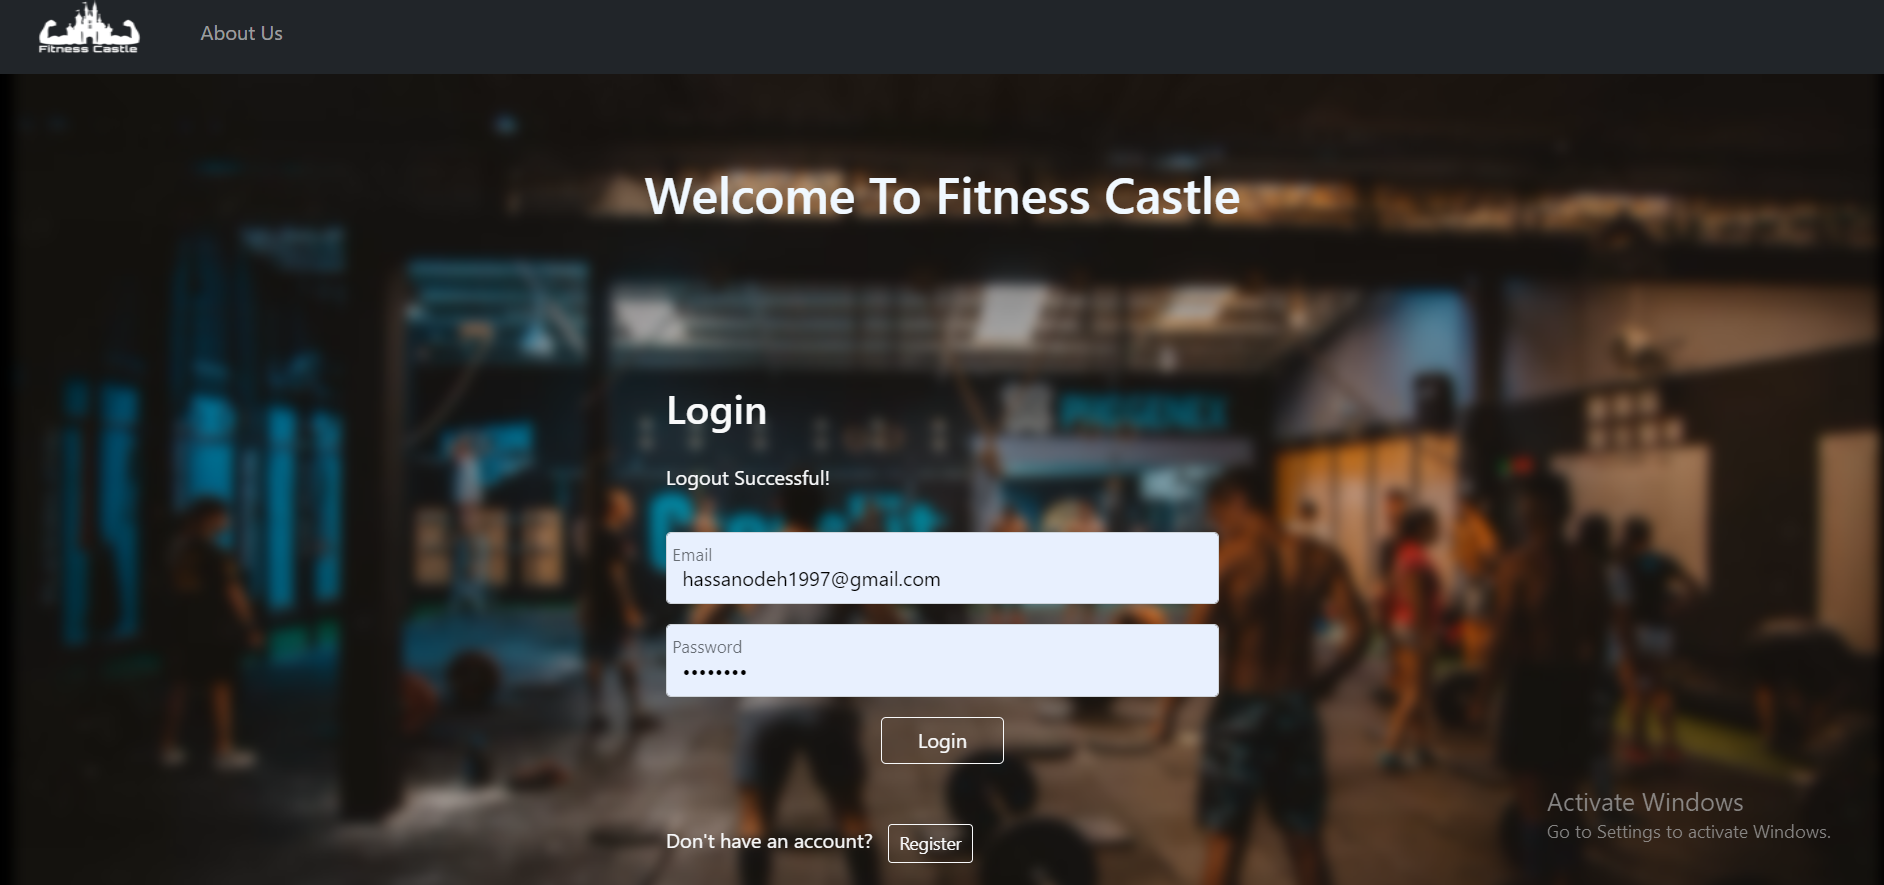 Fitness Castle
About Us
Welcome To Fitness Castle
Login
Logout Successful!
Email
hassanodeh1997@gmail.com
Password
••••••••
Login
Don't have an account? Register
Activate Windows
Go to Settings to activate Windows.